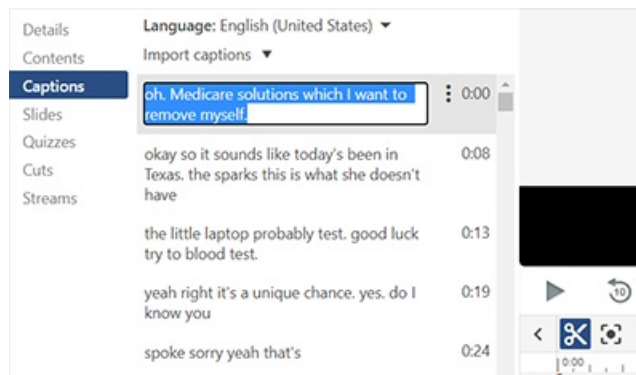 Details
Contents
Captions
Slides
Quizzes
Cuts
Streams
Language: English (United States)
Import captions
oh. Medicare solutions which I want to
remove myself.
0:00
okay so it sounds like today's been in
Texas. the sparks this is what she doesn't
have
0:08
the little laptop probably test. good luck
try to blood test.
0:13
yeah right it's a unique chance. yes. do I
know you
0:19
spoke sorry yeah that's
0:24
10
0:00